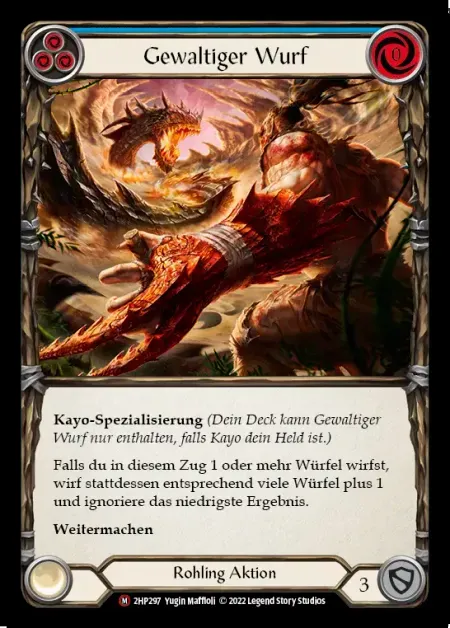 Gewaltiger Wurf
0
Kayo-Spezialisierung (Dein Deck kann Gewaltiger
Wurf nur enthalten, falls Kayo dein Held ist.)
Falls du in diesem Zug 1 oder mehr Würfel wirfst,
wirf stattdessen entsprechend viele Würfel plus 1
und ignoriere das niedrigste Ergebnis.
Weitermachen
Rohling Aktion
3
M 2HP297 Yugin Maffioli © 2022 Legend Story Studios